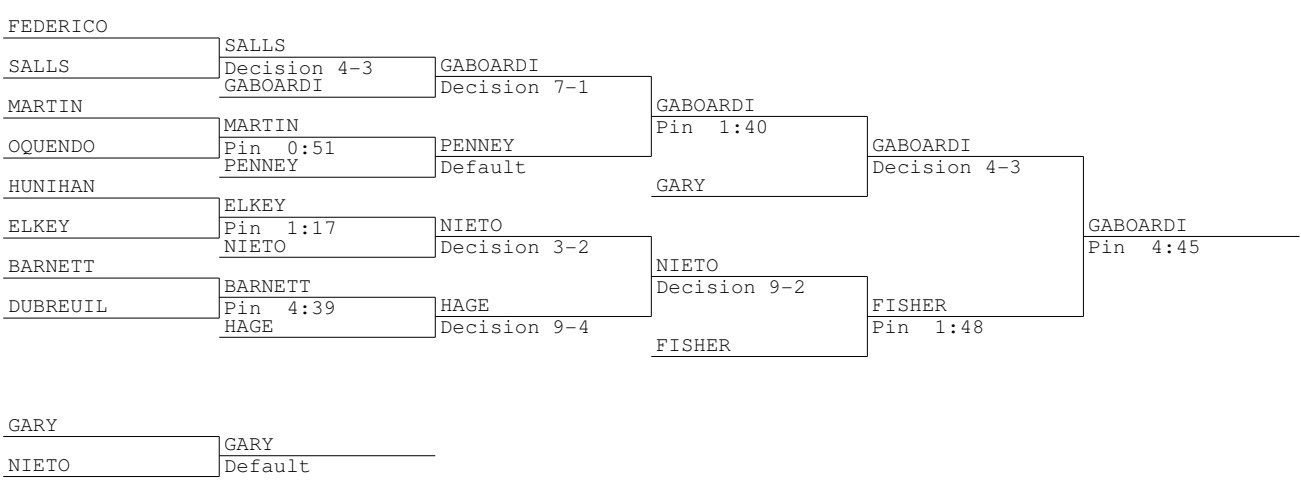 FEDERICO
SALLS
SALLS
Decision 4-3
GABOARDI
GABOARDI
Decision 7-1
MARTIN
OQUENDO
MARTIN
Pin 0:51
PENNEY
PENNEY
Default
GABOARDI
Pin 1:40
GARY
GABOARDI
Decision 4-3
HUNIHAN
ELKEY
ELKEY
Pin 1:17
NIETO
NIETO
Decision 3-2
BARNETT
DUBREUIL
BARNETT
Pin 4:39
HAGE
HAGE
Decision 9-4
NIETO
Decision 9-2
FISHER
FISHER
Pin 1:48
GABOARDI
Pin 4:45
GARY
NIETO
GARY
Default